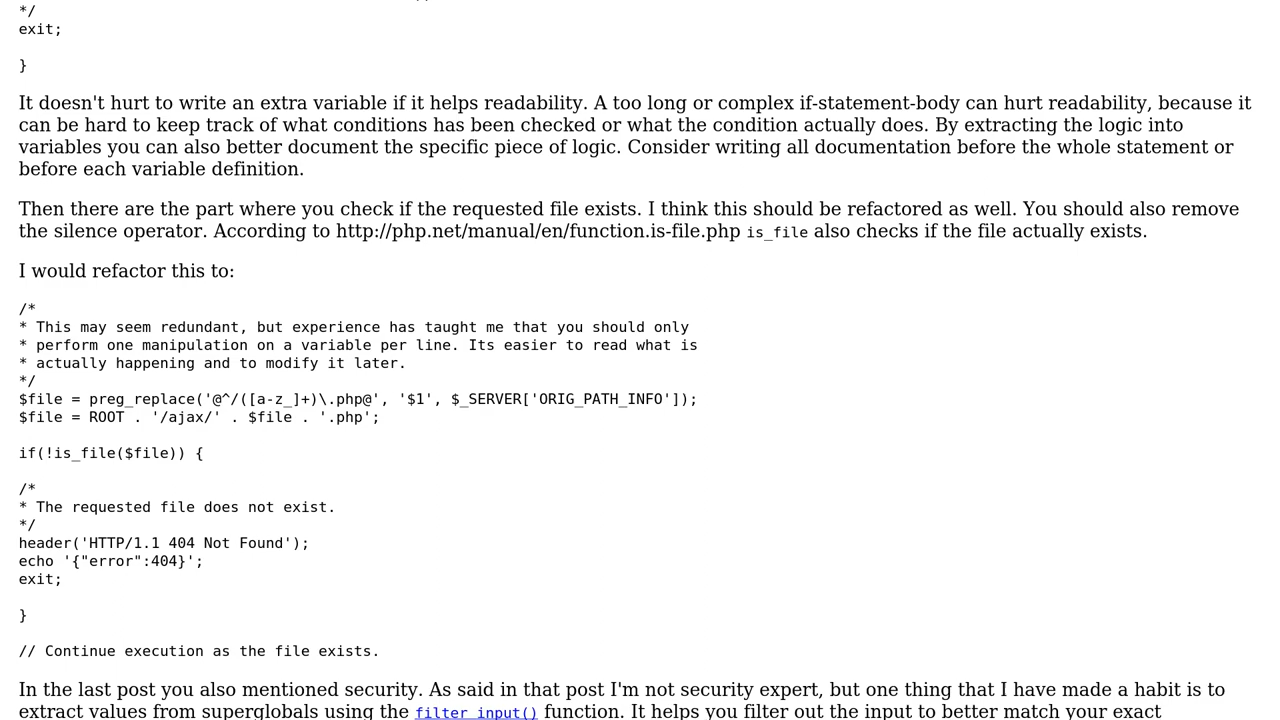 */
exit;
}
It doesn't hurt to write an extra variable if it helps readability. A too long or complex if-statement-body can hurt readability, because it
can be hard to keep track of what conditions has been checked or what the condition actually does. By extracting the logic into
variables you can also better document the specific piece of logic. Consider writing all documentation before the whole statement or
before each variable definition.
Then there are the part where you check if the requested file exists. I think this should be refactored as well. You should also remove
the silence operator. According to http://php.net/manual/en/function.is-file.php is_file also checks if the file actually exists.
I would refactor this to:
/*
* This may seem redundant, but experience has taught me that you should only
* perform one manipulation on a variable per line. Its easier to read what is
* actually happening and to modify it later.
*/
$file = preg_replace('@^/([a-z_]+)\.php@', '$1', $_SERVER['ORIG_PATH_INFO']);
$file = ROOT . '/ajax/' . $file . '.php';
if(!is_file($file)) {
/*
* The requested file does not exist.
*/
header('HTTP/1.1 404 Not Found');
echo '{"error":404}';
exit;
}
// Continue execution as the file exists.
In the last post you also mentioned security. As said in that post I'm not security expert, but one thing that I have made a habit is to
extract values from superglobals using the filter_input() function. It helps you filter out the input to better match your exact